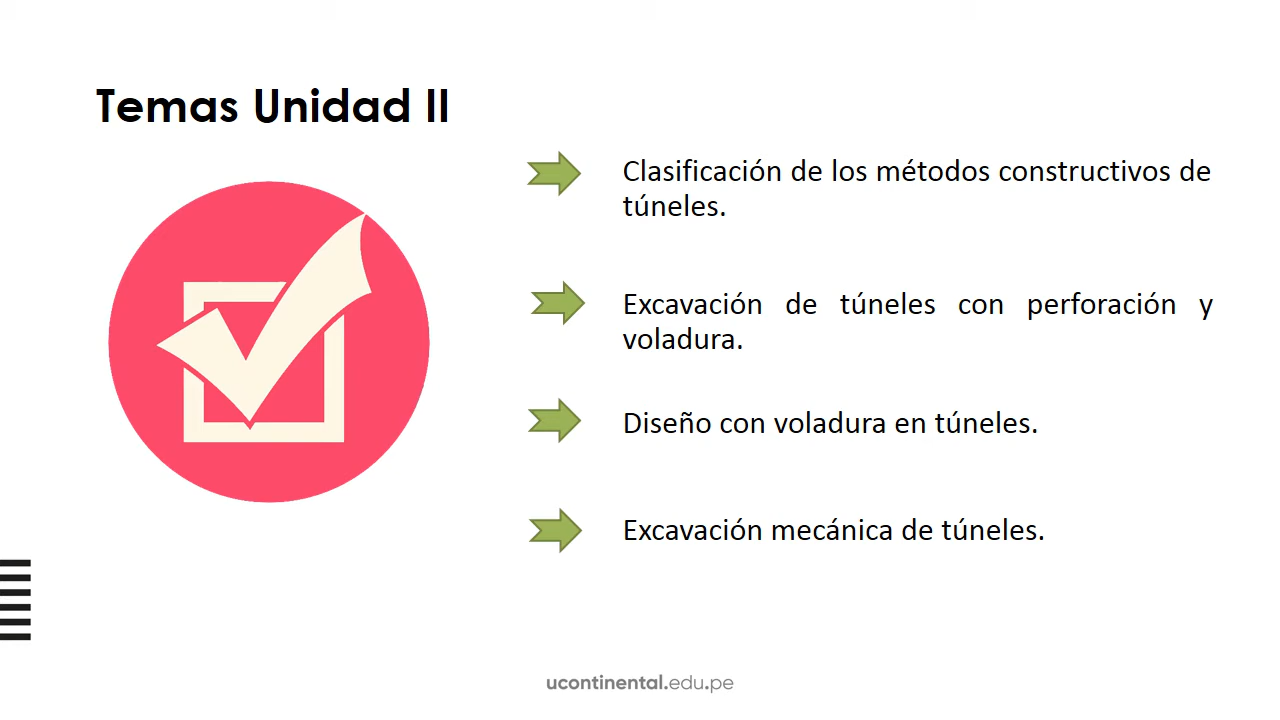 Temas Unidad II
Clasificación de los métodos constructivos de
túneles.
Excavación de túneles con perforación y
voladura.
Diseño con voladura en túneles.
Excavación mecánica de túneles.
ucontinental.edu.pe